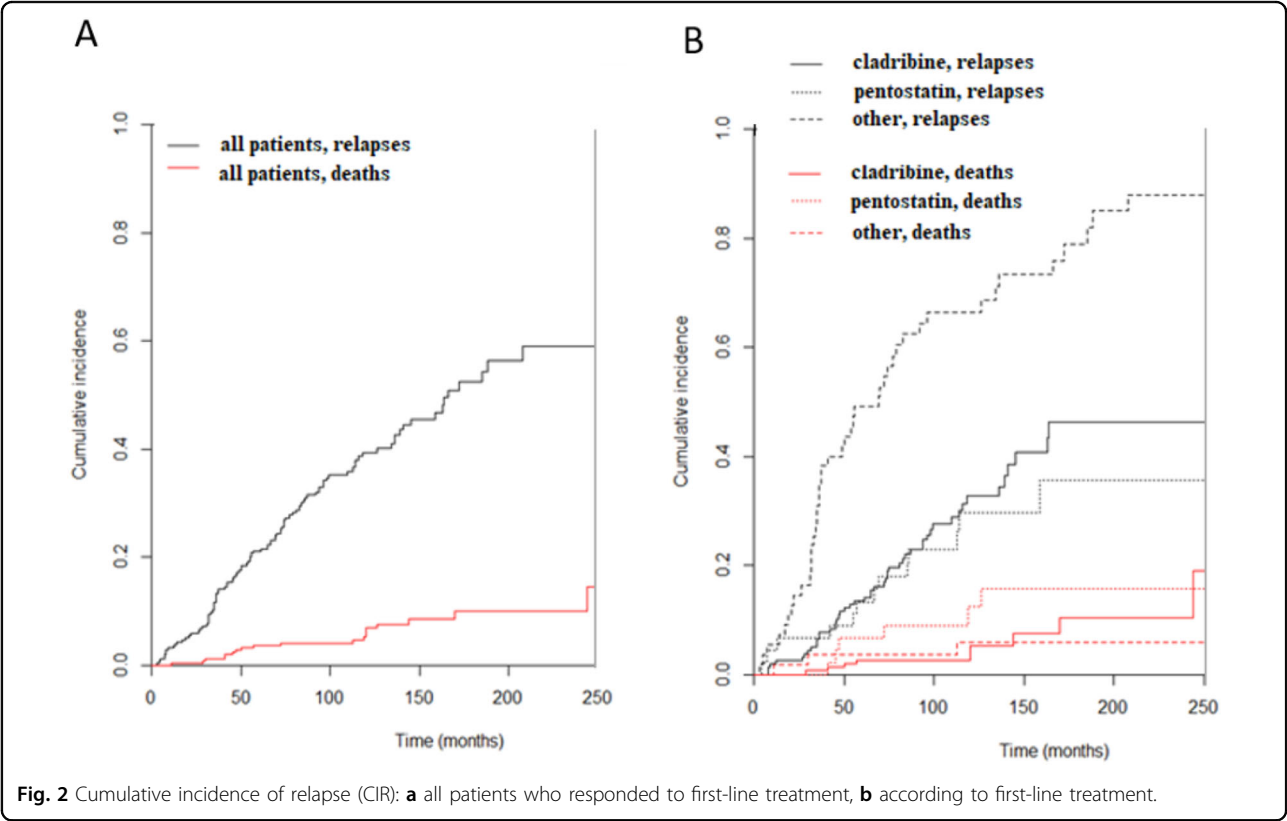 A
all patients, relapses
all patients, deaths
Cumulative incidence
1.0
0.8
0.6
0.4
0.2
0.0
0 50 100 150 200 250
Time (months)
B
cladribine, relapses
pentostatin, relapses
other, relapses
cladribine, deaths
pentostatin, deaths
other, deaths
Cumulative incidence
1.0
0.8
0.6
0.4
0.2
0.0
0 50 100 150 200 250
Time (months)
Fig. 2 Cumulative incidence of relapse (CIR): a all patients who responded to first-line treatment, b according to first-line treatment.